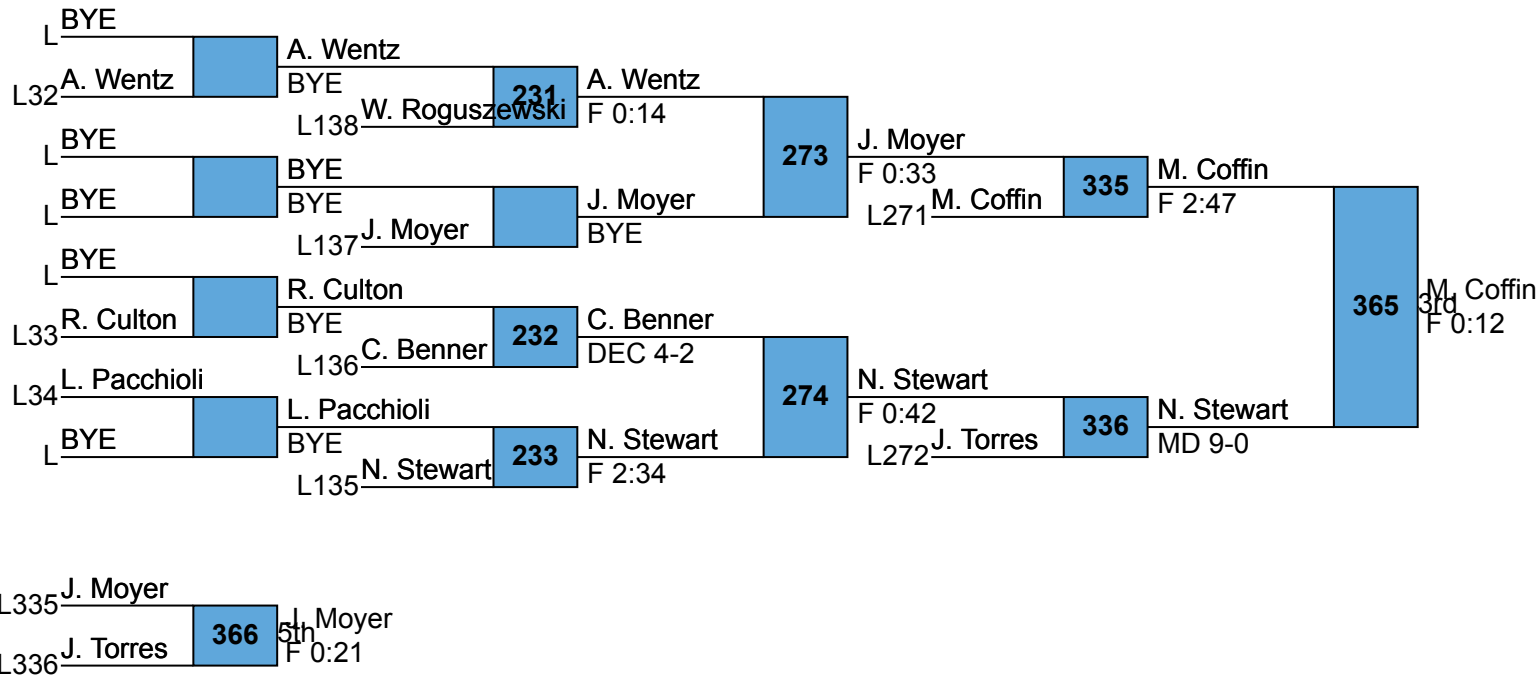 BYE
L
A. Wentz
L32
A. Wentz
BYE
231
W. Roguszewski
L138
A. Wentz
F 0:14
BYE
L
BYE
L
BYE
BYE
J. Moyer
L137
J. Moyer
BYE
273
J. Moyer
F 0:33
M. Coffin
L271
335
M. Coffin
F 2:47
BYE
L
R. Culton
L33
R. Culton
BYE
C. Benner
L136
232
C. Benner
DEC 4-2
L. Pacchioli
L34
BYE
L
L. Pacchioli
BYE
N. Stewart
L135
233
N. Stewart
F 2:34
274
N. Stewart
F 0:42
J. Torres
L272
336
N. Stewart
MD 9-0
365
M. Coffin
3rd
F 0:12
J. Moyer
L335
J. Torres
L336
366
J. Moyer
5th
F 0:21